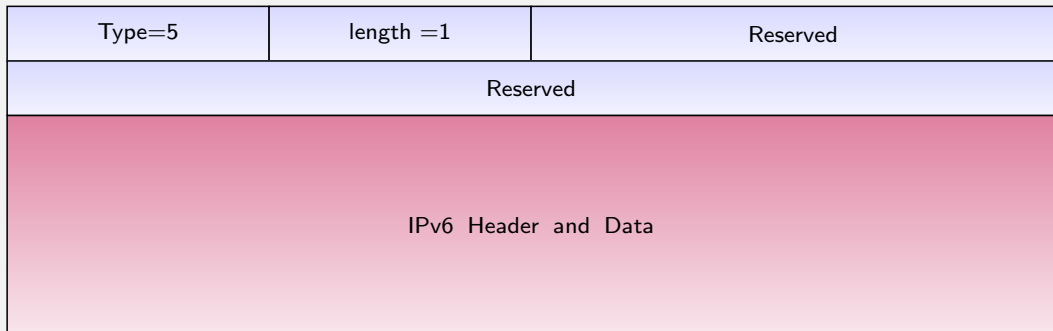 Type=5 length =1 Reserved
Reserved
IPv6 Header and Data